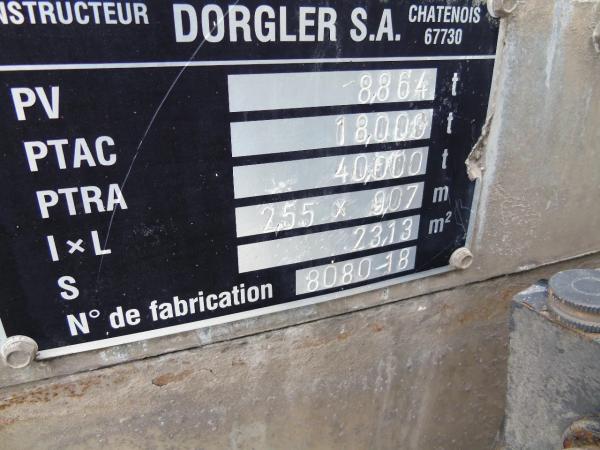 NSTRUCTEUR DORGLER S.A. CHATENOIS
67730
PV 8,864 t
PTAC 18,000 t
PTRA 40,000 t
l × L 2,55 × 9,07 m
S 23,13 m²
N° de fabrication 8080-18